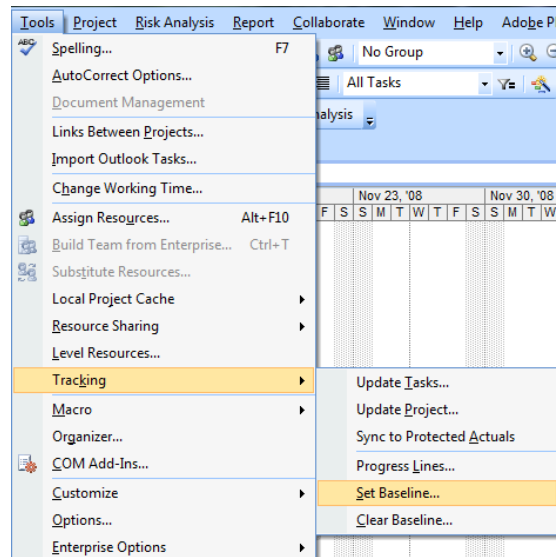 Tools Project Risk Analysis Report Collaborate Window Help Adobe P
ABC Spelling... F7
No Group
AutoCorrect Options...
All Tasks
Document Management
alysis
Links Between Projects...
Import Outlook Tasks...
Change Working Time...
Nov 23, '08 Nov 30, '08
F S S M T W T F S S M T W
Assign Resources... Alt+F10
Build Team from Enterprise... Ctrl+T
Substitute Resources...
Local Project Cache
Resource Sharing
Level Resources...
Tracking
Update Tasks...
Macro
Update Project...
Organizer...
Sync to Protected Actuals
COM Add-Ins...
Progress Lines...
Customize
Set Baseline...
Options...
Clear Baseline...
Enterprise Options